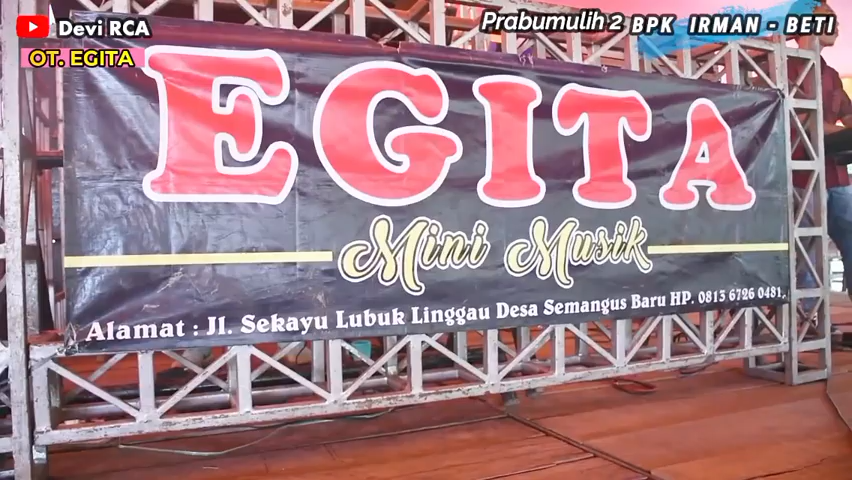 Devi RCA
OT. EGITA
Prabumulih 2 BPK IRMAN - BETI
EGITA
Mini Musik
Alamat : Jl. Sekayu Lubuk Linggau Desa Semangus Baru HP. 0813 6726 0481